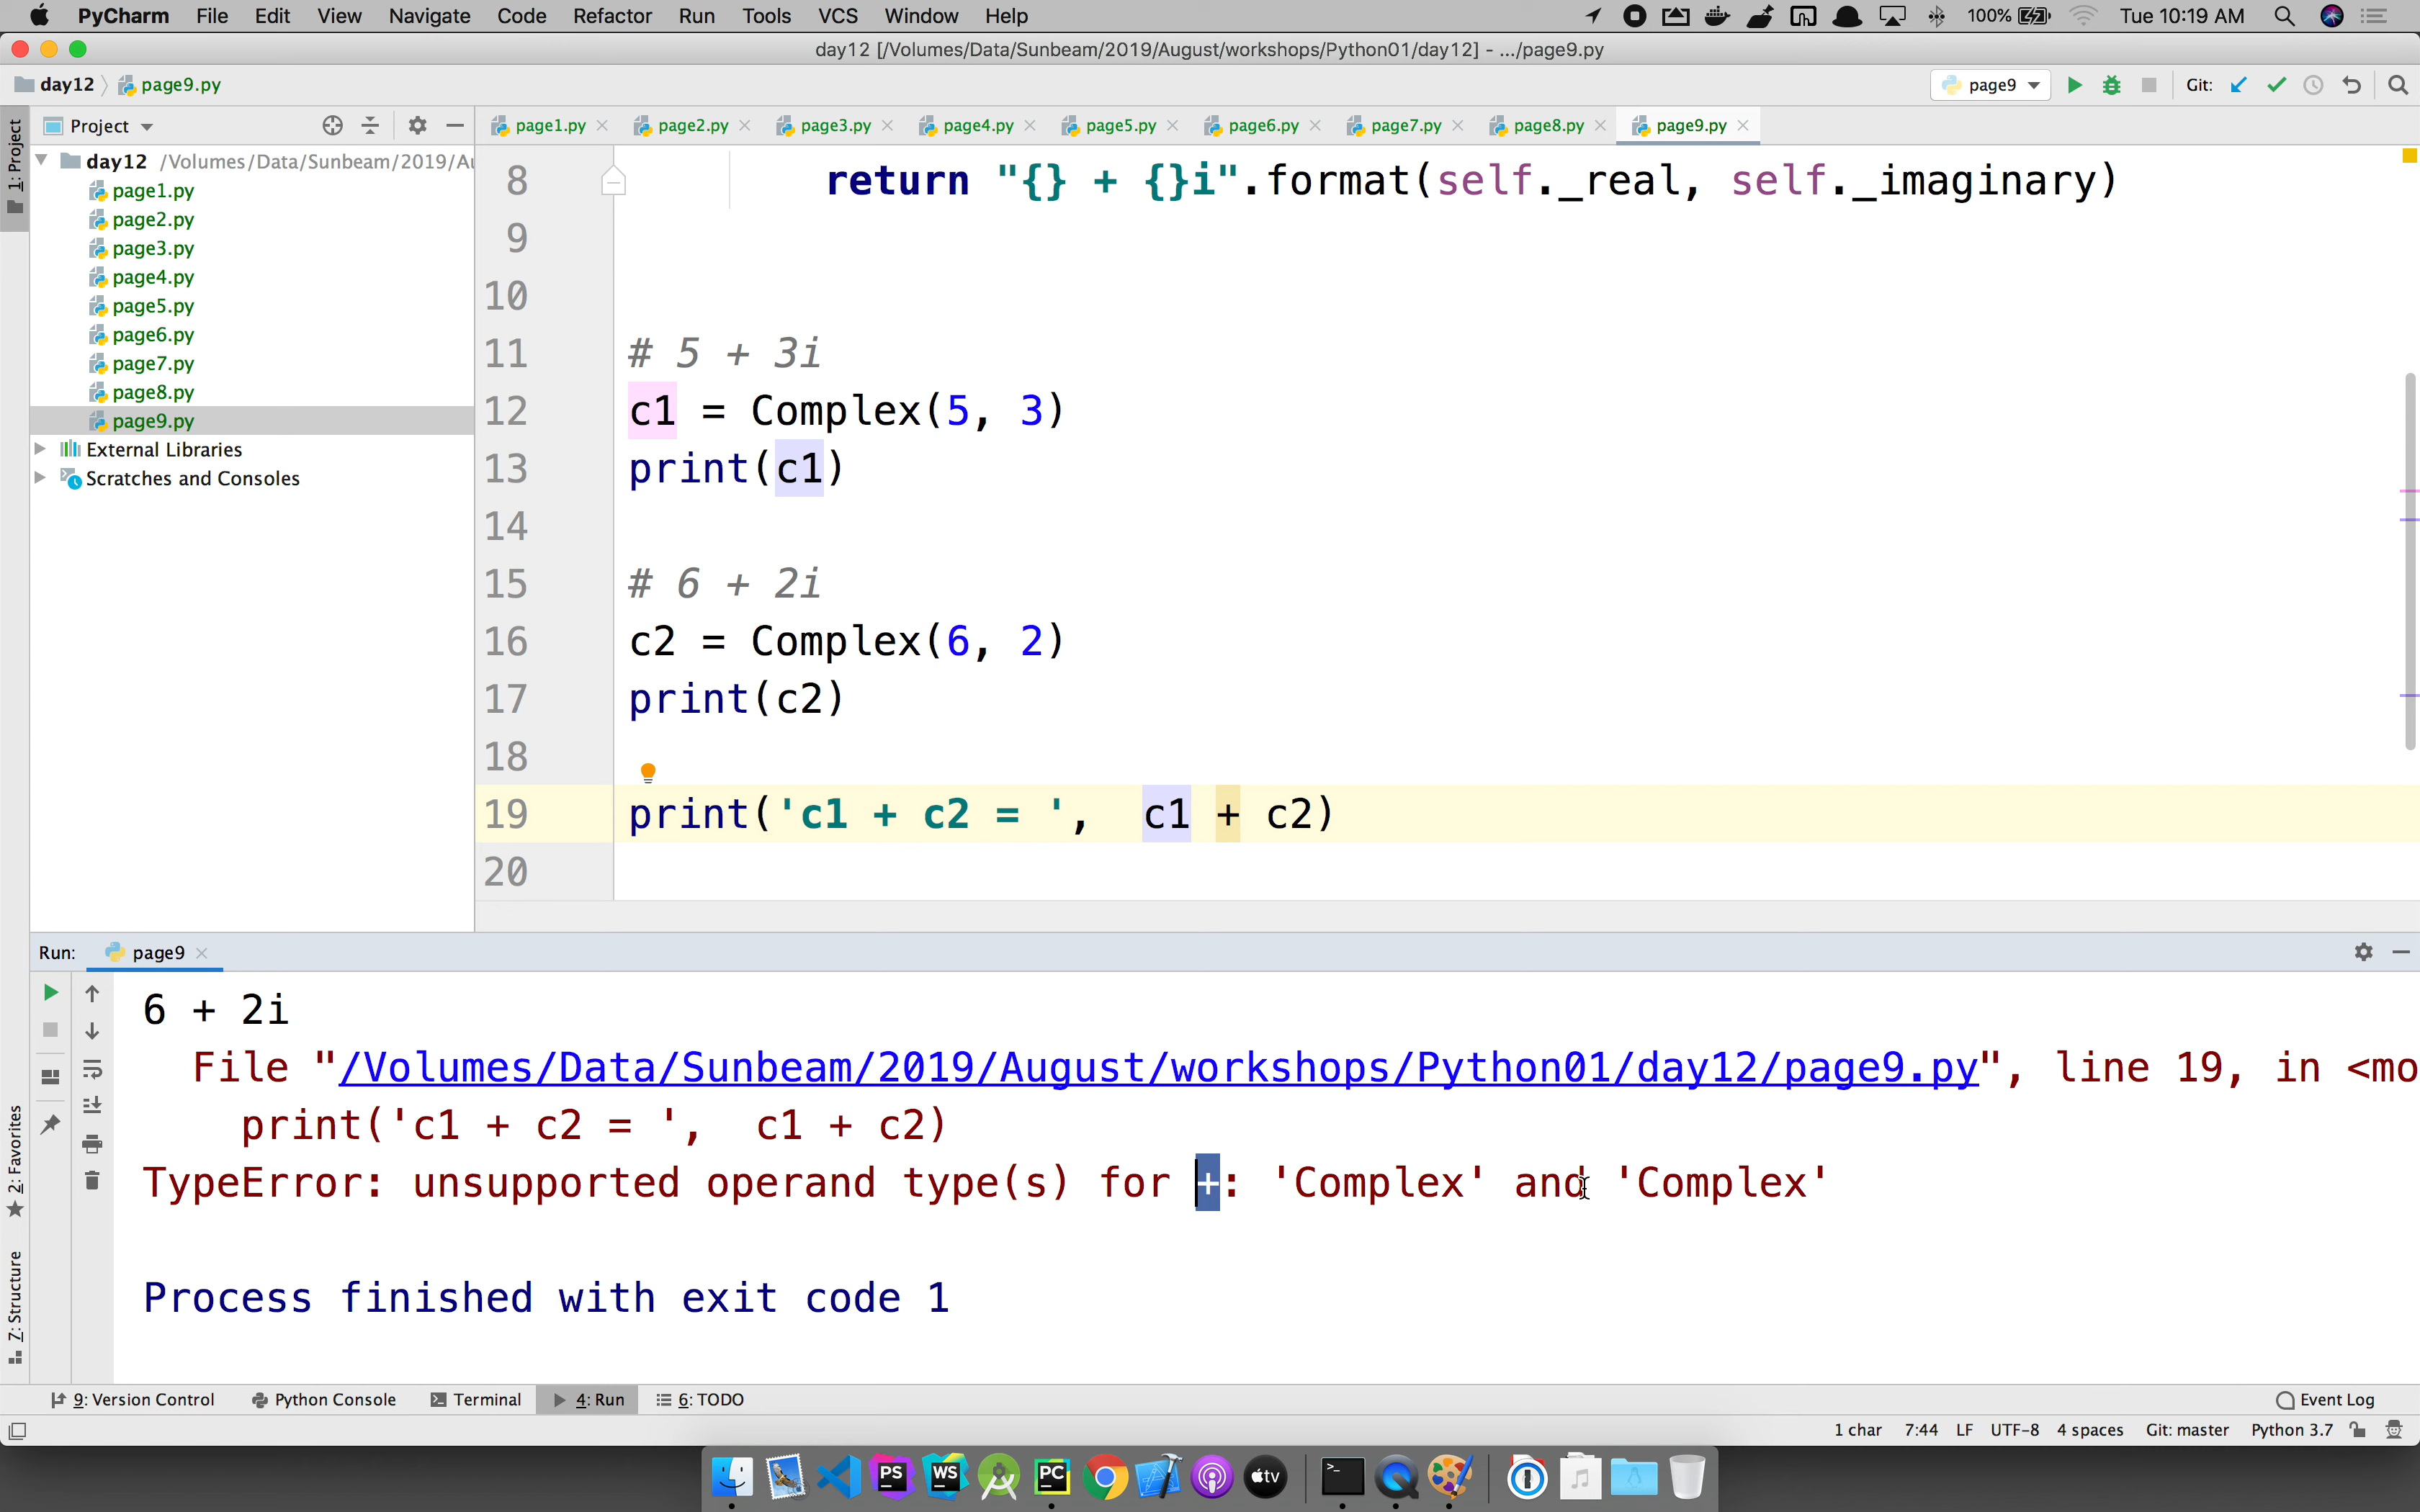 PyCharm File Edit View Navigate Code Refactor Run Tools VCS Window Help 100% Tue 10:19 AM
day12 [/Volumes/Data/Sunbeam/2019/August/workshops/Python01/day12] - .../page9.py
day12 page9.py page9 Git:
1: Project
Project
page1.py page2.py page3.py page4.py page5.py page6.py page7.py page8.py page9.py
day12 /Volumes/Data/Sunbeam/2019/Au
page1.py
page2.py
page3.py
page4.py
page5.py
page6.py
page7.py
page8.py
page9.py
External Libraries
Scratches and Consoles
8 return "{} + {}i".format(self._real, self._imaginary)
9
10
11 # 5 + 3i
12 c1 = Complex(5, 3)
13 print(c1)
14
15 # 6 + 2i
16 c2 = Complex(6, 2)
17 print(c2)
18
19 print('c1 + c2 = ',  c1 + c2)
20
Run: page9
6 + 2i
File "/Volumes/Data/Sunbeam/2019/August/workshops/Python01/day12/page9.py", line 19, in <mo
print('c1 + c2 = ',  c1 + c2)
TypeError: unsupported operand type(s) for +: 'Complex' and 'Complex'
Process finished with exit code 1
2: Favorites
7: Structure
9: Version Control Python Console Terminal 4: Run 6: TODO Event Log
1 char 7:44 LF UTF-8 4 spaces Git: master Python 3.7
PS WS PC tv >_